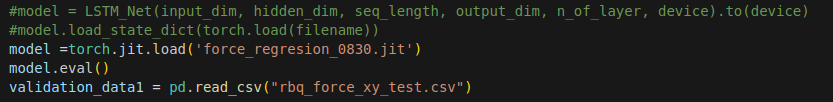 #model = LSTM_Net(input_dim, hidden_dim, seq_length, output_dim, n_of_layer, device).to(device)
#model.load_state_dict(torch.load(filename))
model =torch.jit.load('force_regresion_0830.jit')
model.eval()
validation_data1 = pd.read_csv("rbq_force_xy_test.csv")